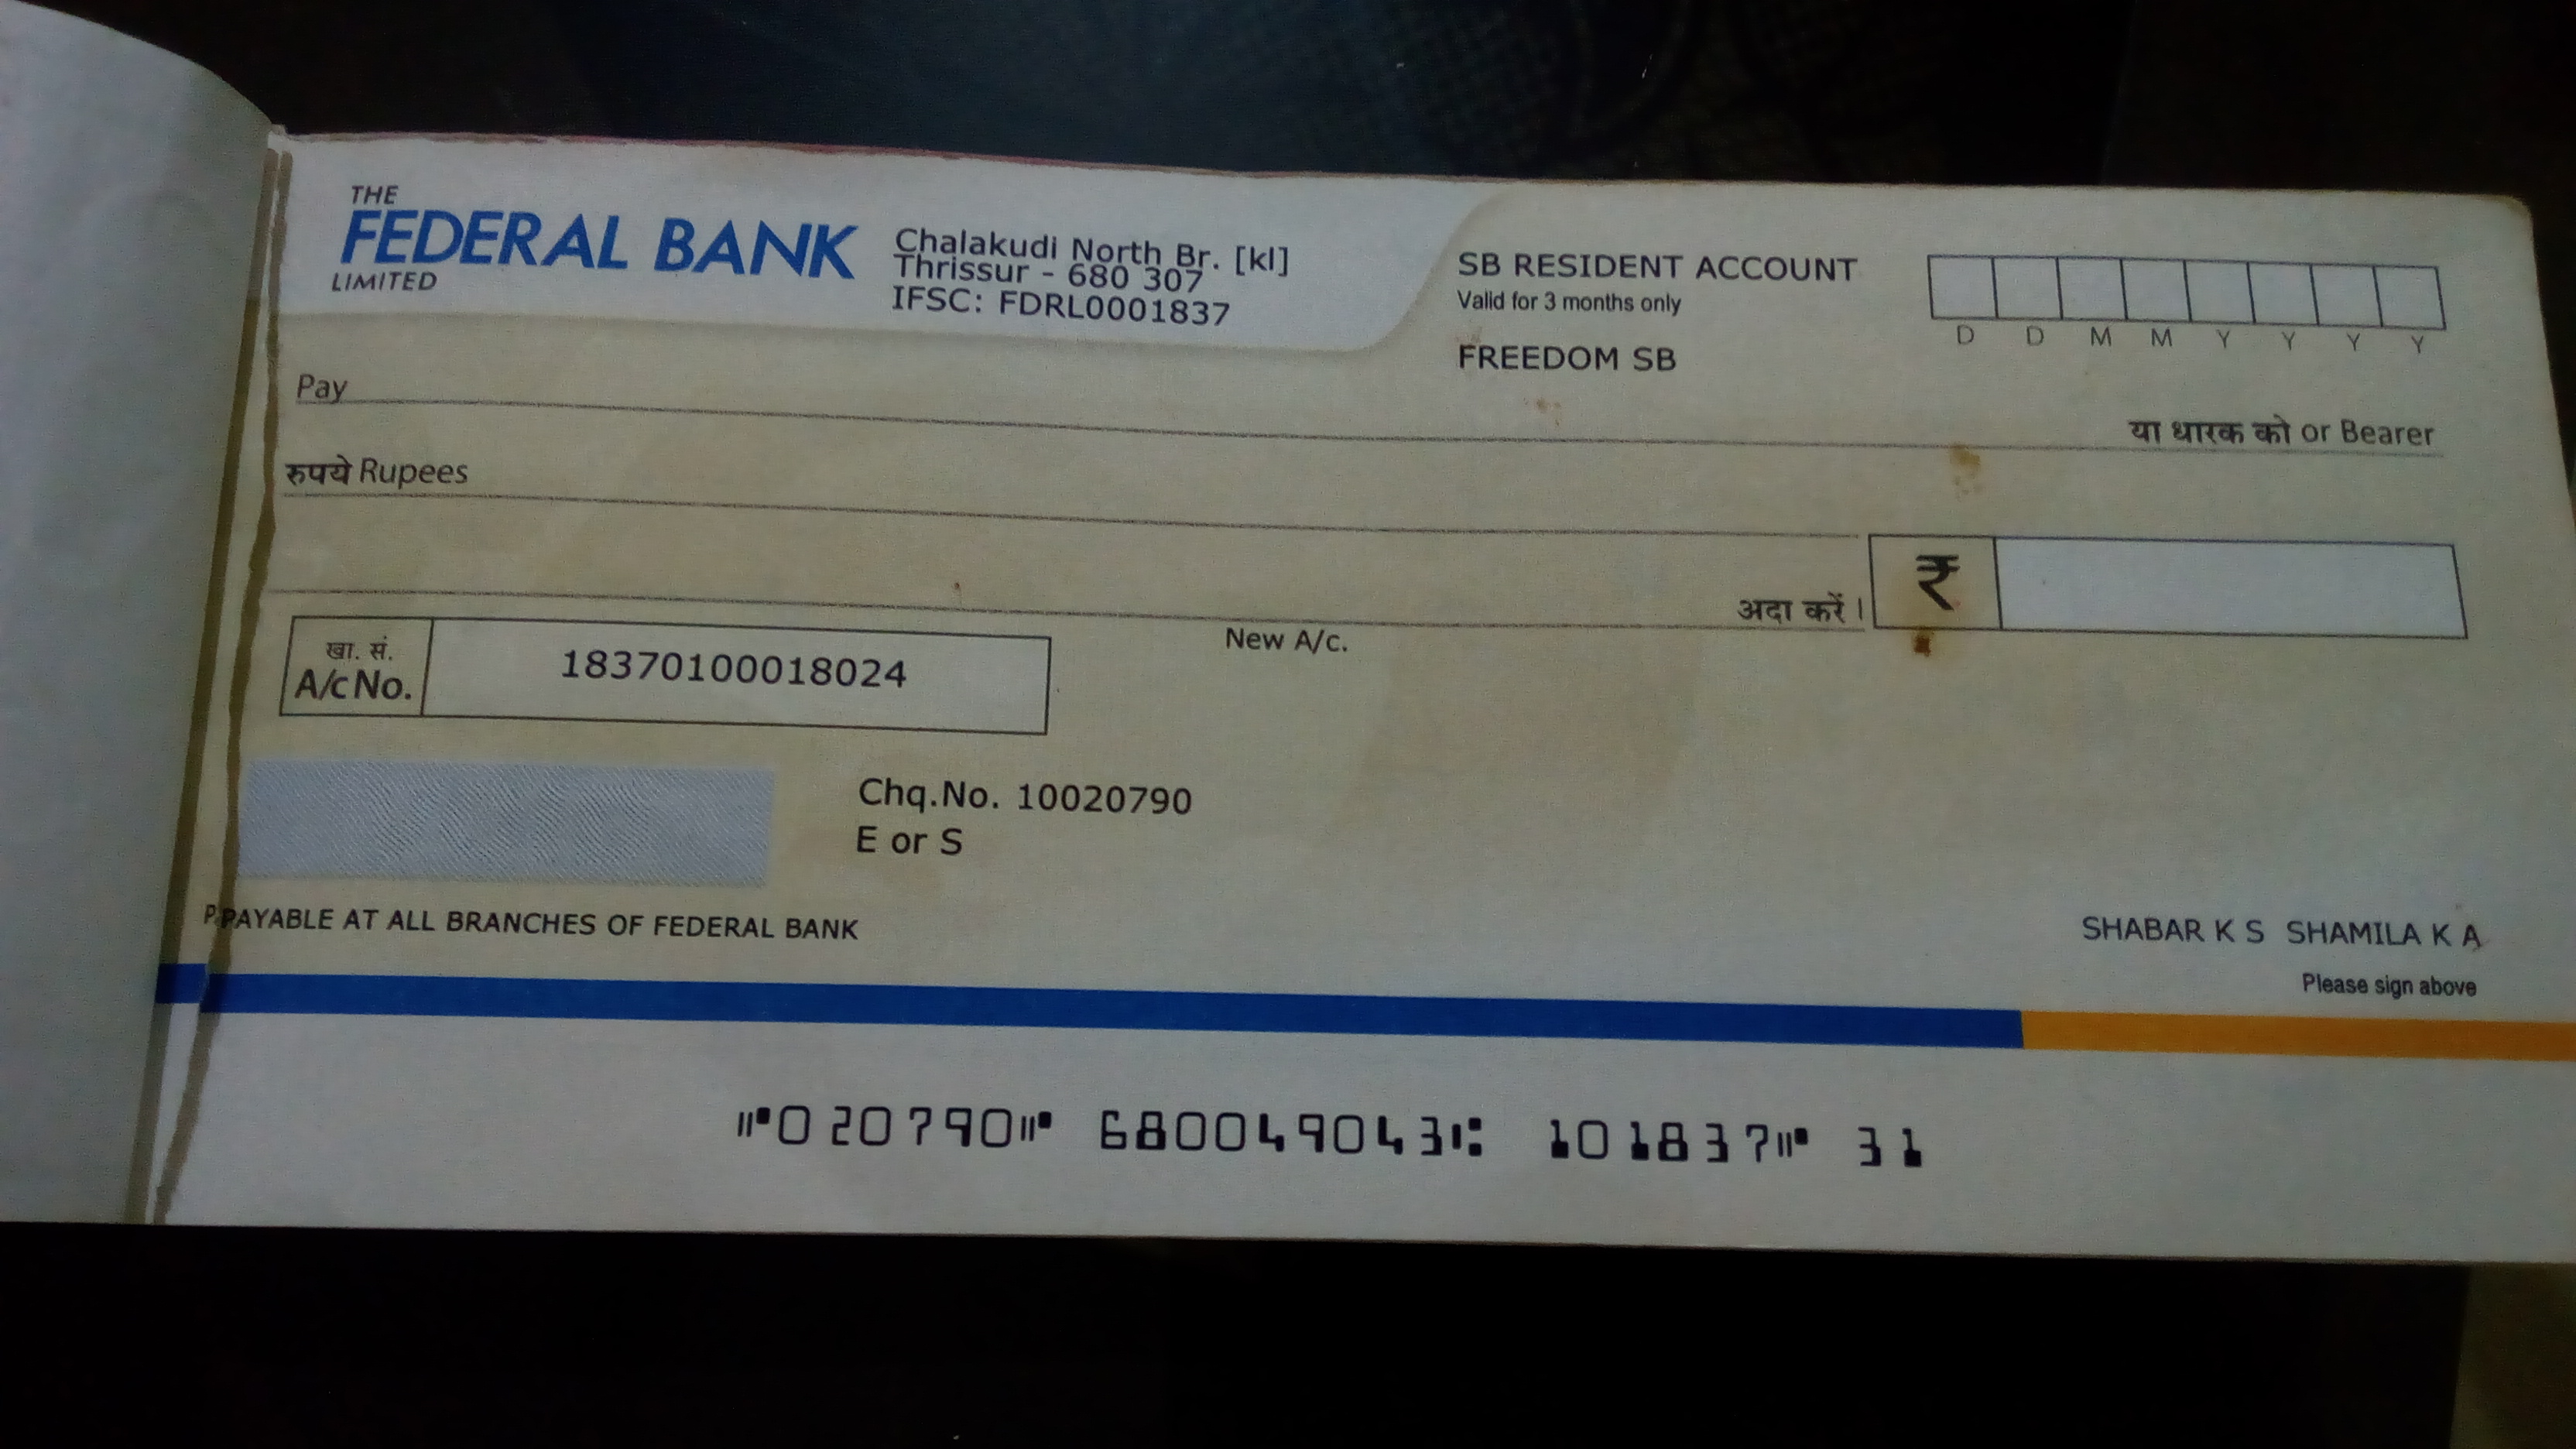 THE
FEDERAL BANK
LIMITED
Chalakudi North Br. [kl]
Thrissur - 680 307
IFSC: FDRL0001837
SB RESIDENT ACCOUNT
Valid for 3 months only
FREEDOM SB
D D M M Y Y Y Y
Pay
या धारक को or Bearer
रुपये Rupees
अदा करें। ₹
खा. सं.
A/c No.
18370100018024
New A/c.
Chq.No. 10020790
E or S
P PAYABLE AT ALL BRANCHES OF FEDERAL BANK
SHABAR K S SHAMILA K A
Please sign above
⑈020790⑈ 680049043⑆ 101837⑈ 31